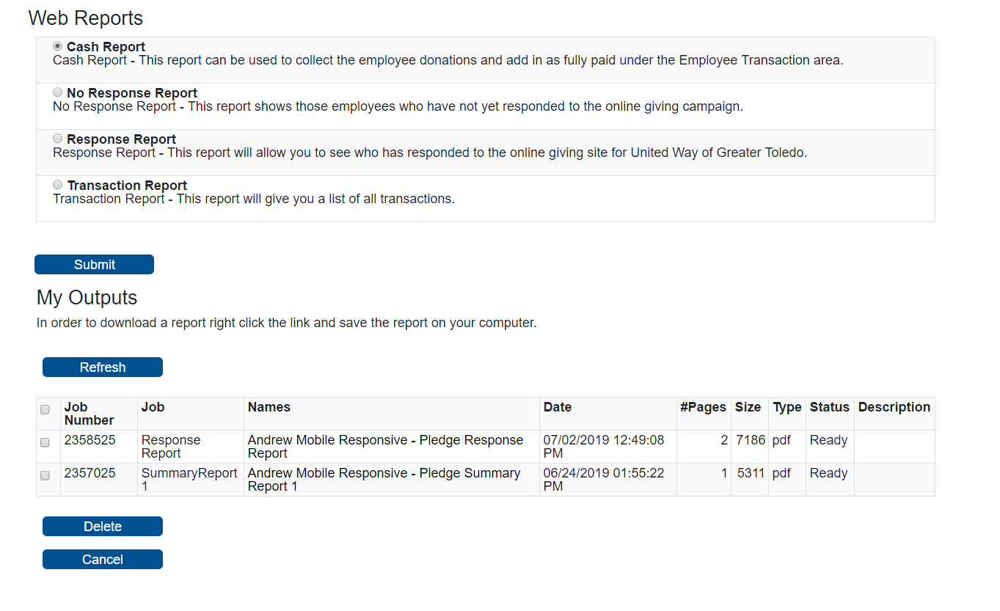 Web Reports
Cash Report
Cash Report - This report can be used to collect the employee donations and add in as fully paid under the Employee Transaction area.
No Response Report
No Response Report - This report shows those employees who have not yet responded to the online giving campaign.
Response Report
Response Report - This report will allow you to see who has responded to the online giving site for United Way of Greater Toledo.
Transaction Report
Transaction Report - This report will give you a list of all transactions.
Submit
My Outputs
In order to download a report right click the link and save the report on your computer.
Refresh
Job Number Job Names Date #Pages Size Type Status Description
2358525 Response Report Andrew Mobile Responsive - Pledge Response Report 07/02/2019 12:49:08 PM 2 7186 pdf Ready
2357025 SummaryReport 1 Andrew Mobile Responsive - Pledge Summary Report 1 06/24/2019 01:55:22 PM 1 5311 pdf Ready
Delete
Cancel